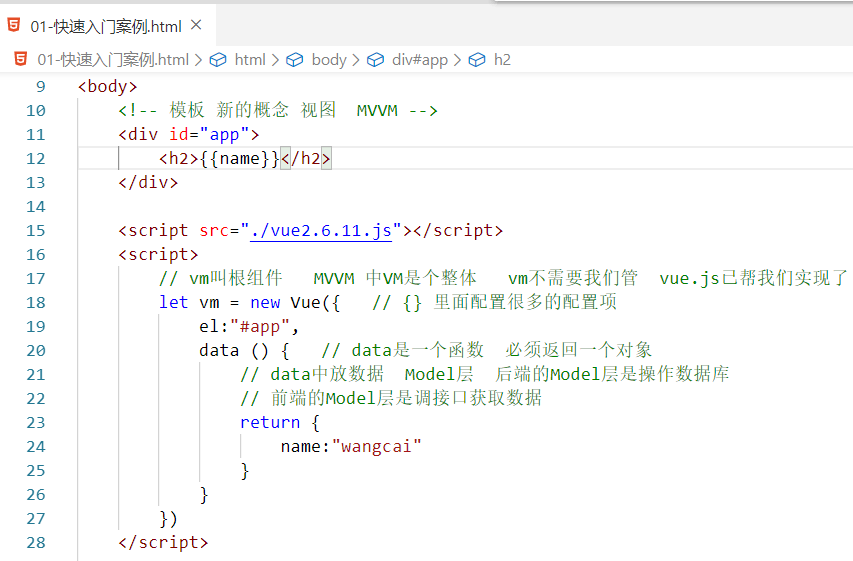 01-快速入门案例.html ×
01-快速入门案例.html > html > body > div#app > h2
9 <body>
10 <!-- 模板 新的概念 视图  MVVM -->
11 <div id="app">
12 <h2>{{name}}</h2>
13 </div>
14
15 <script src="./vue2.6.11.js"></script>
16 <script>
17 // vm叫根组件   MVVM 中VM是个整体   vm不需要我们管  vue.js已帮我们实现了
18 let vm = new Vue({   // {} 里面配置很多的配置项
19 el:"#app",
20 data () {   // data是一个函数  必须返回一个对象
21 // data中放数据  Model层  后端的Model层是操作数据库
22 // 前端的Model层是调接口获取数据
23 return {
24 name:"wangcai"
25 }
26 }
27 })
28 </script>